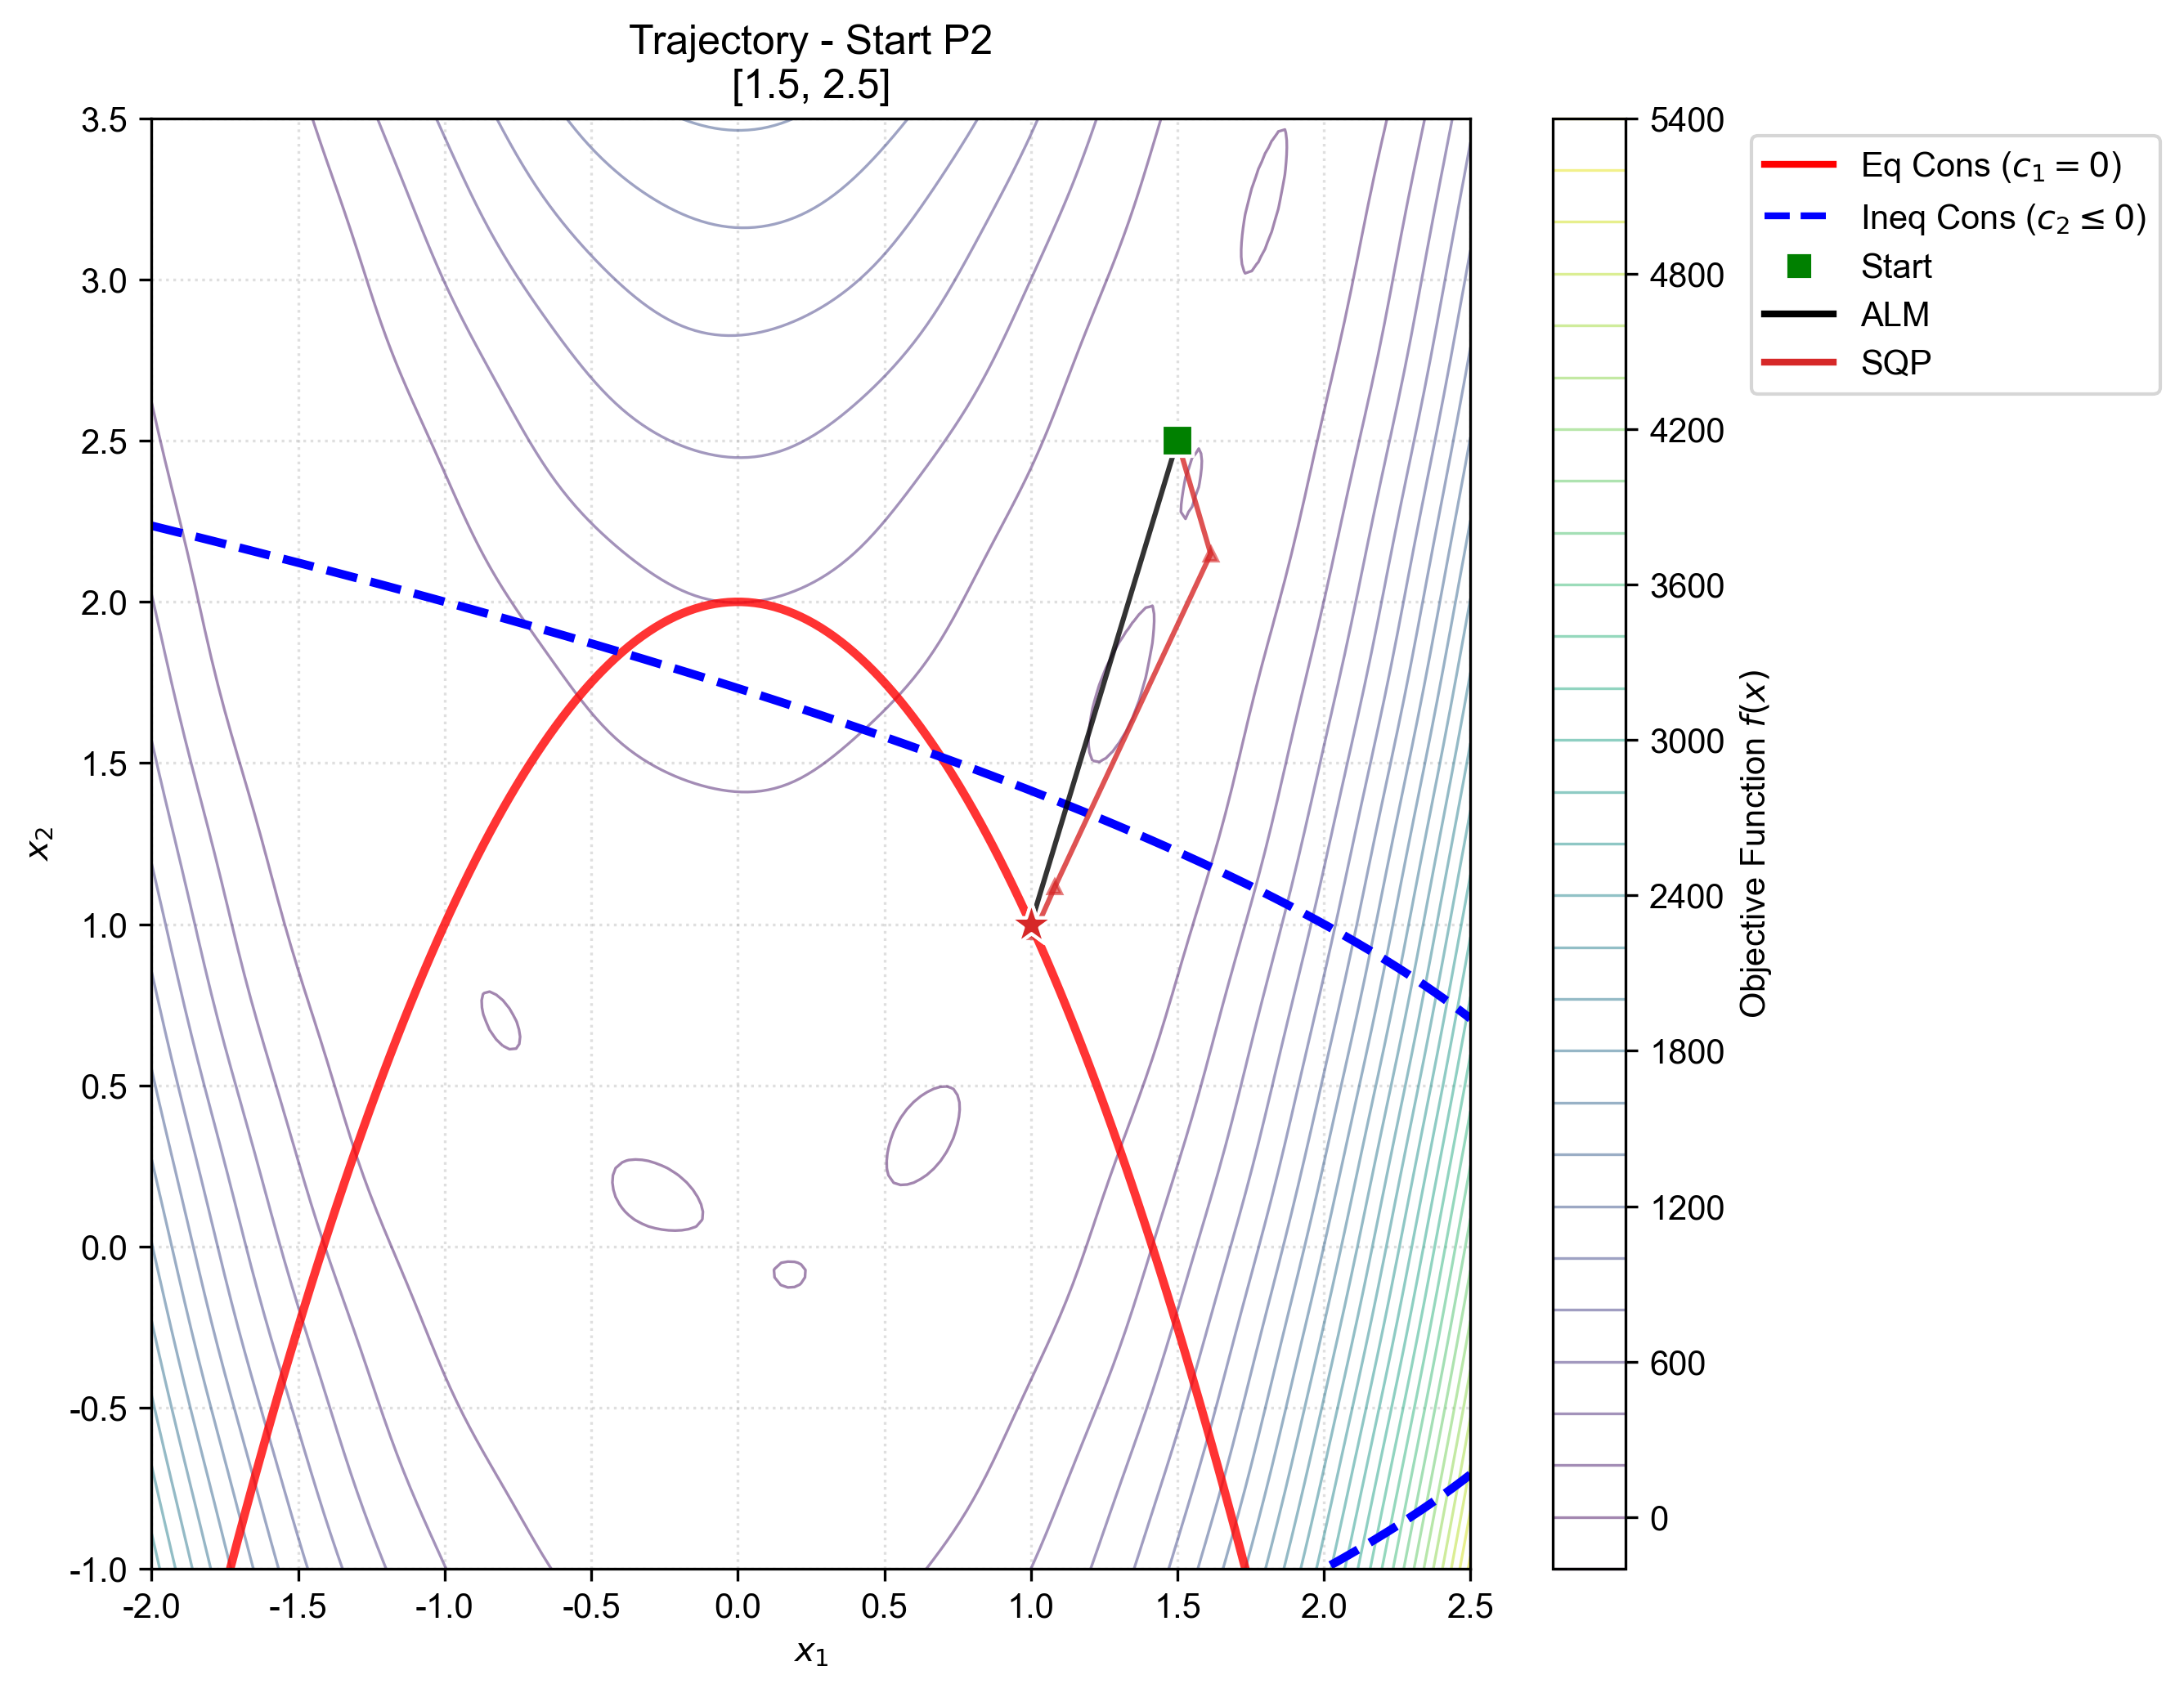 Trajectory - Start P2
[1.5, 2.5]
3.5
3.0
2.5
2.0
1.5
1.0
0.5
0.0
-0.5
-1.0
x₂
-2.0 -1.5 -1.0 -0.5 0.0 0.5 1.0 1.5 2.0 2.5
x₁
5400
4800
4200
3600
3000
2400
1800
1200
600
0
Objective Function f(x)
Eq Cons (c₁ = 0)
Ineq Cons (c₂ ≤ 0)
Start
ALM
SQP